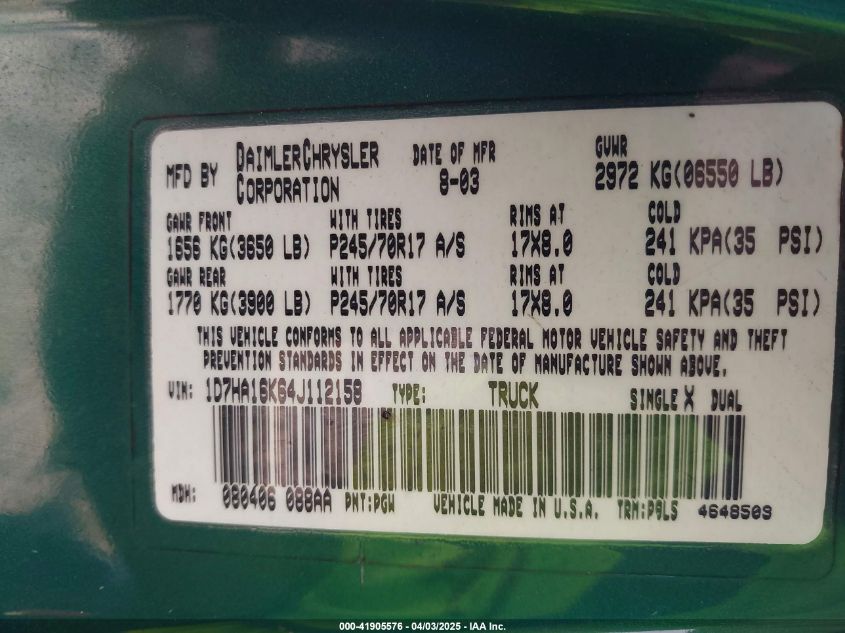 MFD BY DAIMLERCHRYSLER CORPORATION DATE OF MFR 8-03 GVWR 2972 KG(06550 LB)
GAWR FRONT WITH TIRES RIMS AT COLD
1656 KG(3650 LB) P245/70R17 A/S 17X8.0 241 KPA(35 PSI)
GAWR REAR WITH TIRES RIMS AT COLD
1770 KG(3900 LB) P245/70R17 A/S 17X8.0 241 KPA(35 PSI)
THIS VEHICLE CONFORMS TO ALL APPLICABLE FEDERAL MOTOR VEHICLE SAFETY AND THEFT
PREVENTION STANDARDS IN EFFECT ON THE DATE OF MANUFACTURE SHOWN ABOVE.
VIN: 1D7HA16K64J112158 TYPE: TRUCK SINGLE X DUAL
MDH: 080406 088AA PNT:PGW VEHICLE MADE IN U.S.A. TRM:P9L5 4648509
000-41905576 - 04/03/2025 - IAA Inc.